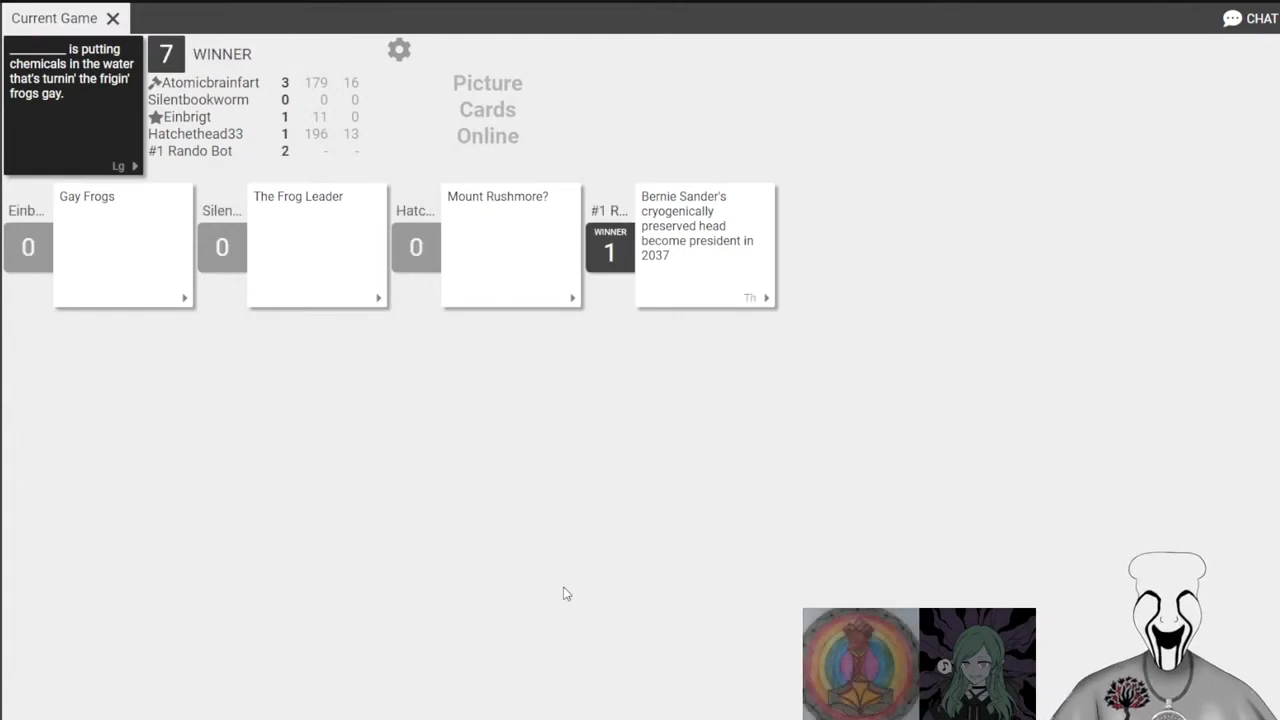 Current Game
CHAT
________ is putting
chemicals in the water
that's turnin' the frigin'
frogs gay.
Lg
7 WINNER
Atomicbrainfart 3 179 16
Silentbookworm 0 0 0
Einbrigt 1 11 0
Hatchethead33 1 196 13
#1 Rando Bot 2 - -
Picture
Cards
Online
Einb...
0
Gay Frogs
Silen...
0
The Frog Leader
Hatc...
0
Mount Rushmore?
#1 R...
WINNER
1
Bernie Sander's
cryogenically
preserved head
become president in
2037
Th